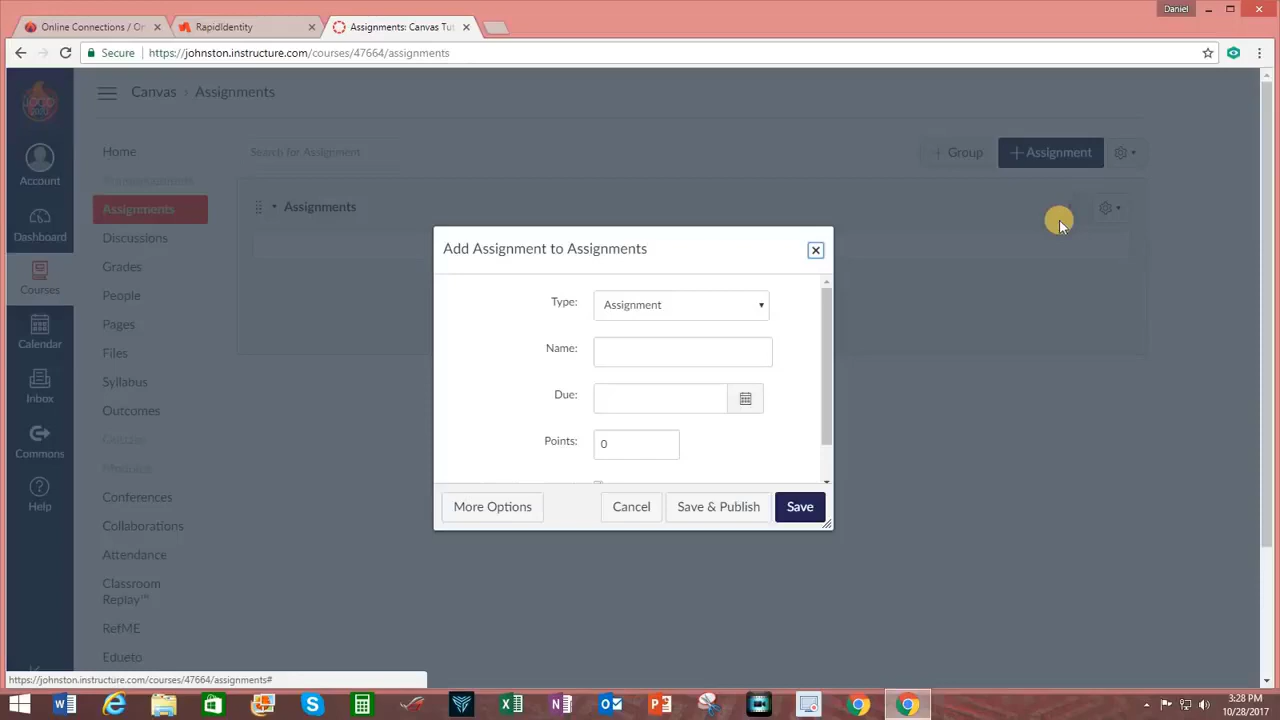 Daniel
Online Connections / Or
RapidIdentity
Assignments: Canvas Tut
Secure
https://johnston.instructure.com/courses/47664/assignments
Canvas › Assignments
Account
Dashboard
Courses
Calendar
Inbox
Commons
Help
Home
Announcements
Assignments
Discussions
Grades
People
Pages
Files
Syllabus
Outcomes
Quizzes
Modules
Conferences
Collaborations
Attendance
Classroom
Replay™
RefME
Edueto
Search for Assignment
+ Group
+ Assignment
Assignments
Add Assignment to Assignments
Type:
Assignment
Name:
Due:
Points:
0
More Options
Cancel
Save & Publish
Save
https://johnston.instructure.com/courses/47664/assignments#
3:28 PM
10/28/2017